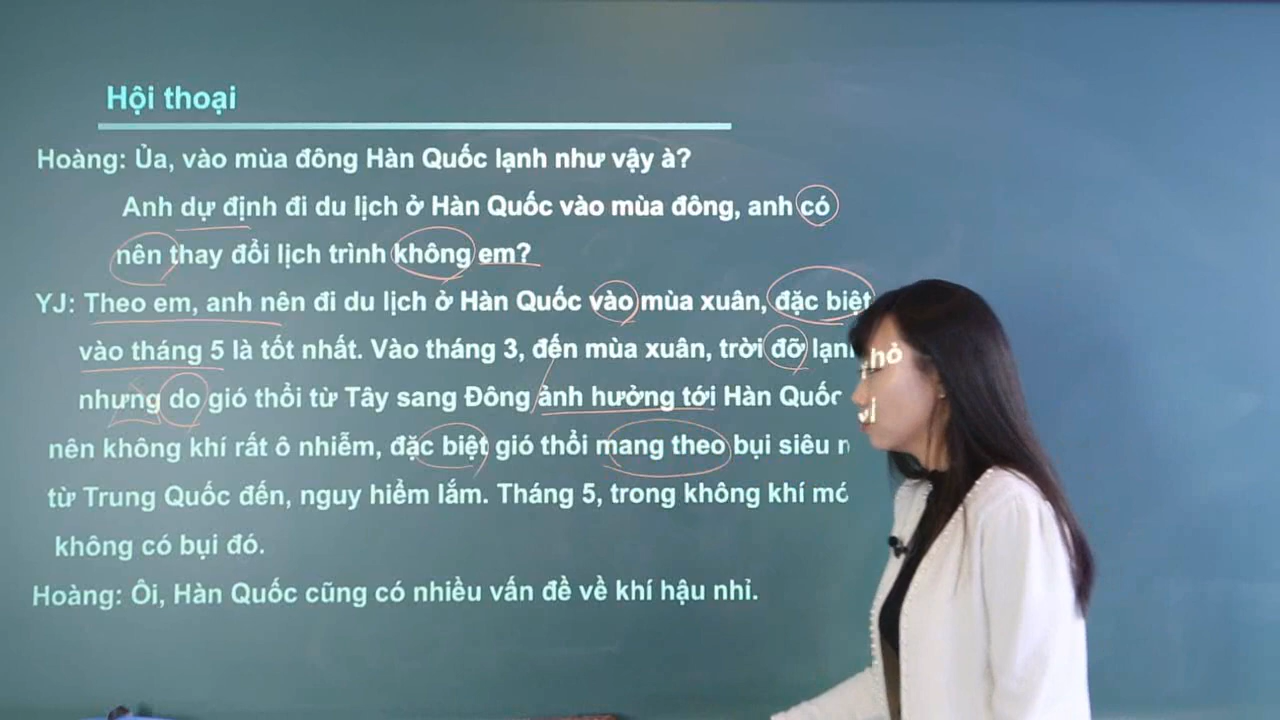 Hội thoại
Hoàng: Ủa, vào mùa đông Hàn Quốc lạnh như vậy à?
Anh dự định đi du lịch ở Hàn Quốc vào mùa đông, anh có
nên thay đổi lịch trình không em?
YJ: Theo em, anh nên đi du lịch ở Hàn Quốc vào mùa xuân, đặc biệt
vào tháng 5 là tốt nhất. Vào tháng 3, đến mùa xuân, trời đỡ
nhưng do gió thổi từ Tây sang Đông ảnh hưởng tới Hàn Quốc
nên không khí rất ô nhiễm, đặc biệt gió thổi mang theo bụi siêu
từ Trung Quốc đến, nguy hiểm lắm. Tháng 5, trong không khí
không có bụi đó.
Hoàng: Ôi, Hàn Quốc cũng có nhiều vấn đề về khí hậu nhỉ.